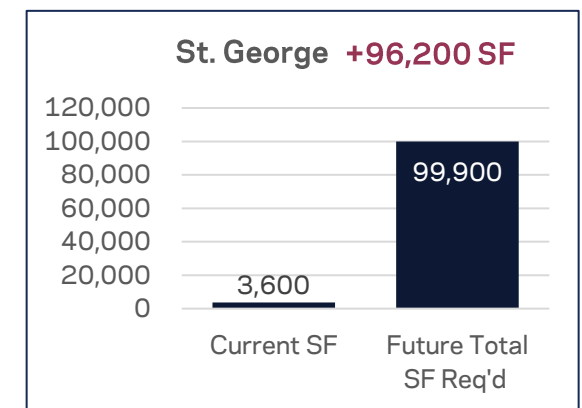 St. George +96,200 SF
120,000
100,000
99,900
80,000
60,000
40,000
20,000
3,600
0
Current SF
Future Total
SF Req'd